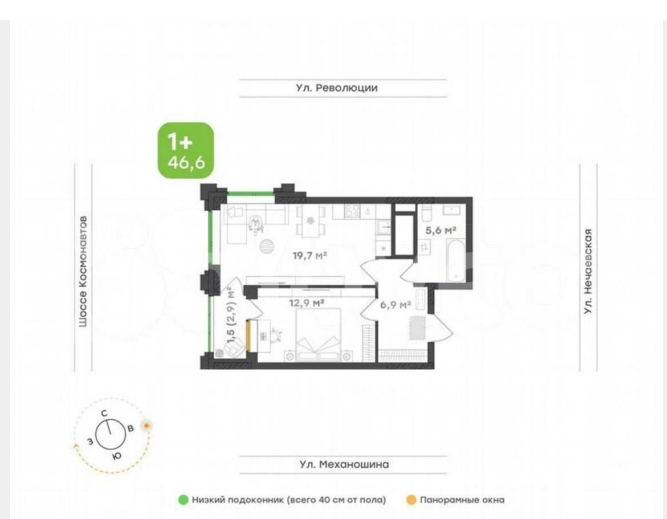 Ул. Революции
1+
46,6
5,6 м²
19,7 м²
Шоссе Космонавтов
Ул. Нечаевская
1,5 (2,9) м²
12,9 м²
6,9 м²
С
З
В
Ю
Ул. Механошина
Низкий подоконник (всего 40 см от пола)
Панорамные окна